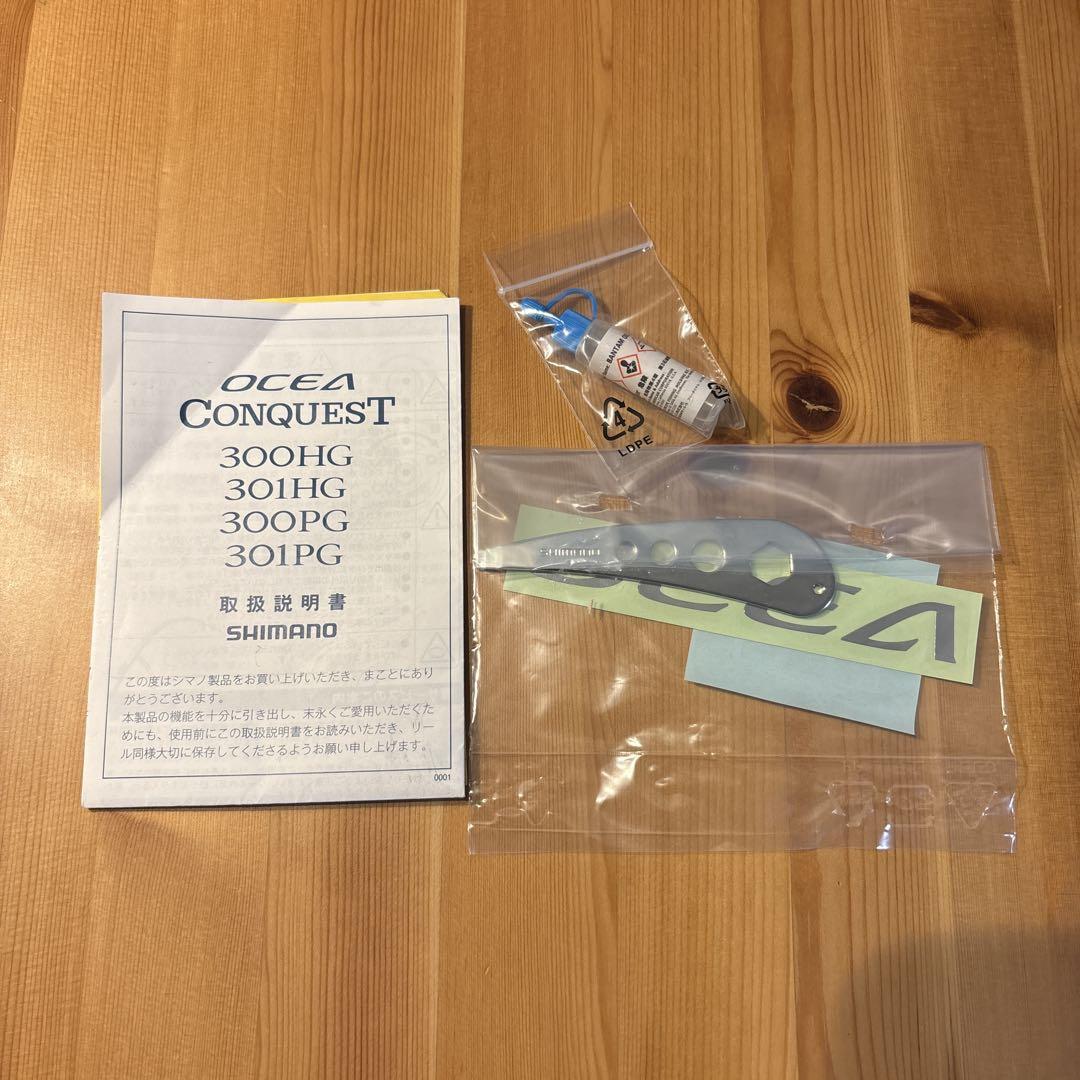 OCEA
CONQUEST
300HG
301HG
300PG
301PG
取扱説明書
SHIMANO
この度はシマノ製品をお買い上げいただき、まことにあり
がとうございます。
本製品の機能を十分に引き出し、末永くご愛用いただくた
めにも、使用前にこの取扱説明書をお読みいただき、リー
ル同様大切に保存してくださるようお願い申し上げます。
0001
BANTAM
危険
4
LDPE
SHIMANO
OCEA